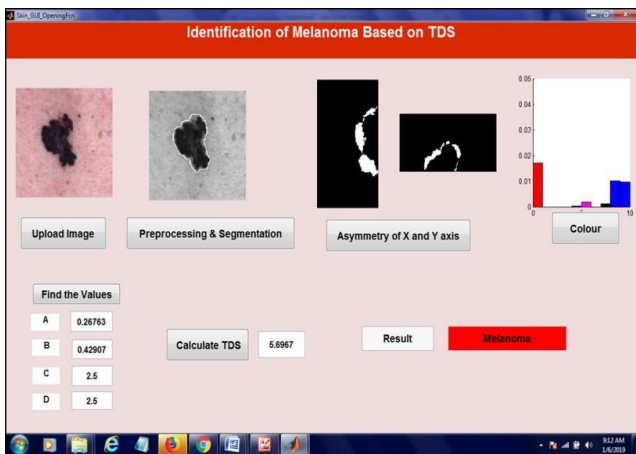 Skin_GUI_OpeningFcn
Identification of Melanoma Based on TDS
0.05
0.04
0.03
0.02
0.01
0
0
10
Upload Image
Preprocessing & Segmentation
Asymmetry of X and Y axis
Colour
Find the Values
A 0.26763
B 0.42907
C 2.5
D 2.5
Calculate TDS 5.6967
Result Melanoma
9:12 AM
1/6/2019